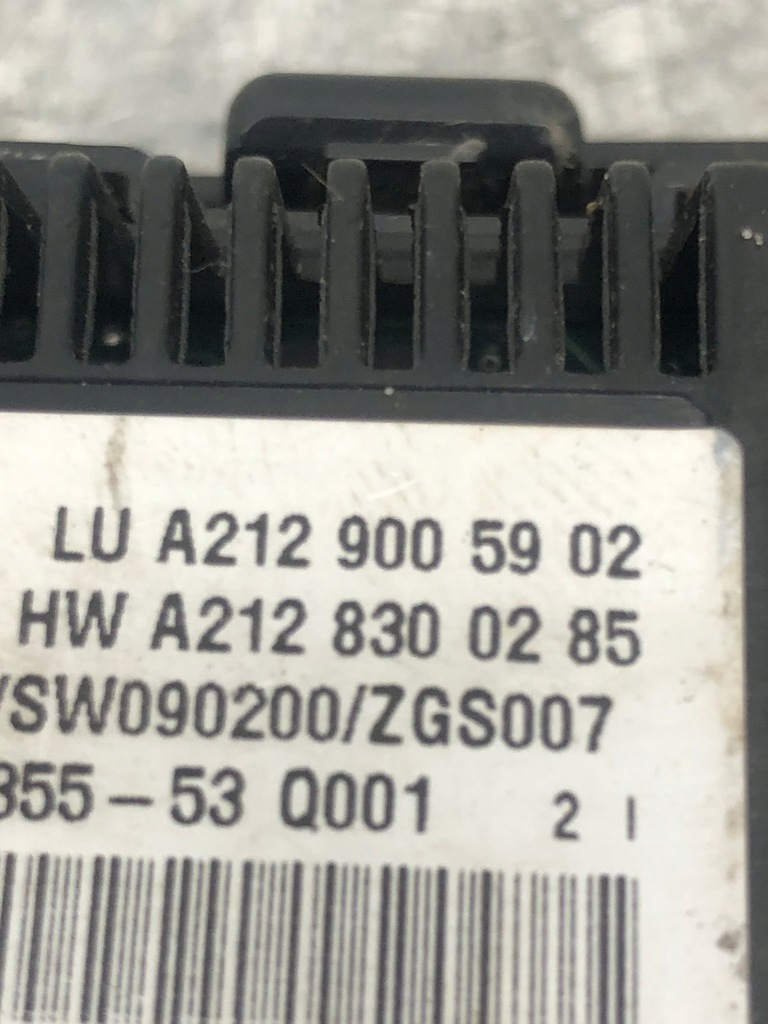 LU A212 900 59 02
HW A212 830 02 85
/SW090200/ZGS007
355-53 Q001 2 I